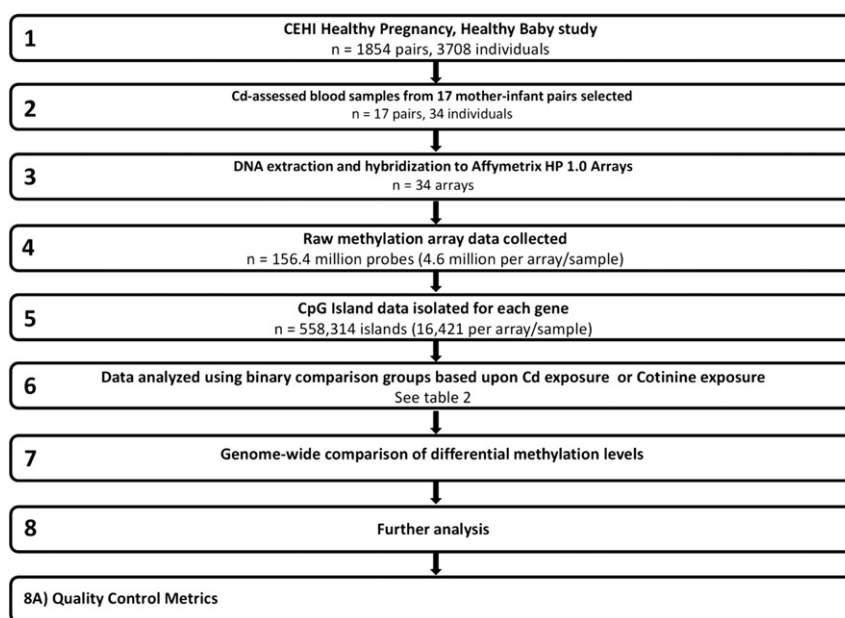 1
CEHI Healthy Pregnancy, Healthy Baby study
n = 1854 pairs, 3708 individuals
2
Cd-assessed blood samples from 17 mother-infant pairs selected
n = 17 pairs, 34 individuals
3
DNA extraction and hybridization to Affymetrix HP 1.0 Arrays
n = 34 arrays
4
Raw methylation array data collected
n = 156.4 million probes (4.6 million per array/sample)
5
CpG Island data isolated for each gene
n = 558,314 islands (16,421 per array/sample)
6
Data analyzed using binary comparison groups based upon Cd exposure or Cotinine exposure
See table 2
7
Genome-wide comparison of differential methylation levels
8
Further analysis
8A) Quality Control Metrics